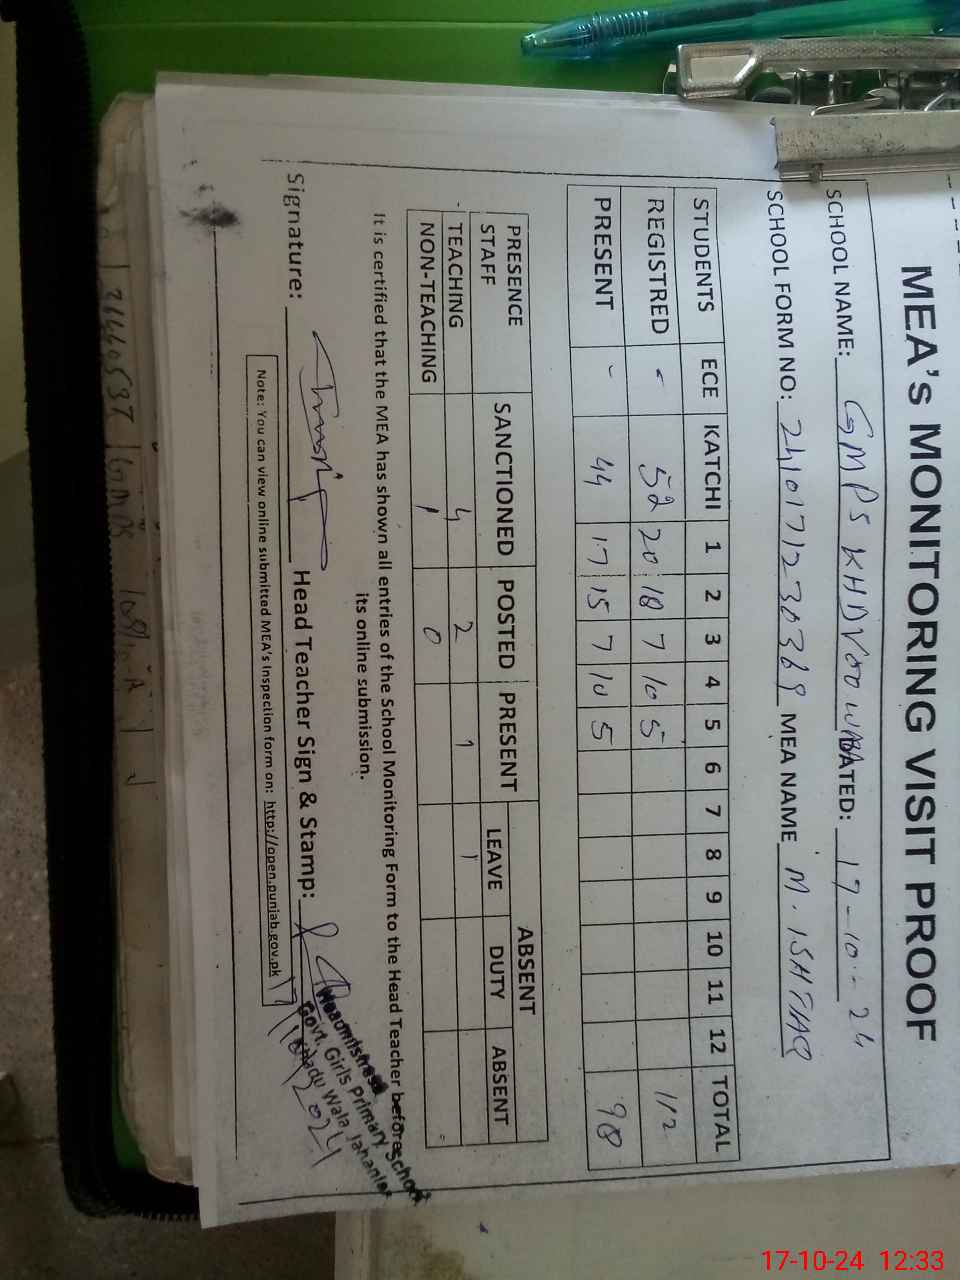 MEA's MONITORING VISIT PROOF
SCHOOL NAME: GMPS KHDV DATED: 17-10-24
SCHOOL FORM NO: MEA NAME M. ISHTIAQ
STUDENTS ECE KATCHI 1 2 3 4 5 6 7 8 9 10 11 12 TOTAL
REGISTRED - 52 20 18 7 10 5 112
PRESENT - 44 17 15 7 10 5 98
PRESENCE STAFF SANCTIONED POSTED PRESENT ABSENT
LEAVE DUTY ABSENT
TEACHING 4 2 1 1
NON-TEACHING 1 0
It is certified that the MEA has shown all entries of the School Monitoring Form to the Head Teacher before
its online submission.
Signature: Head Teacher Sign & Stamp:
Headmistress
Govt. Girls Primary School
Wala Jahanian
17/10/2024
Note: You can view online submitted MEA's Inspection form on: http://open.punjab.gov.pk
17-10-24 12:33